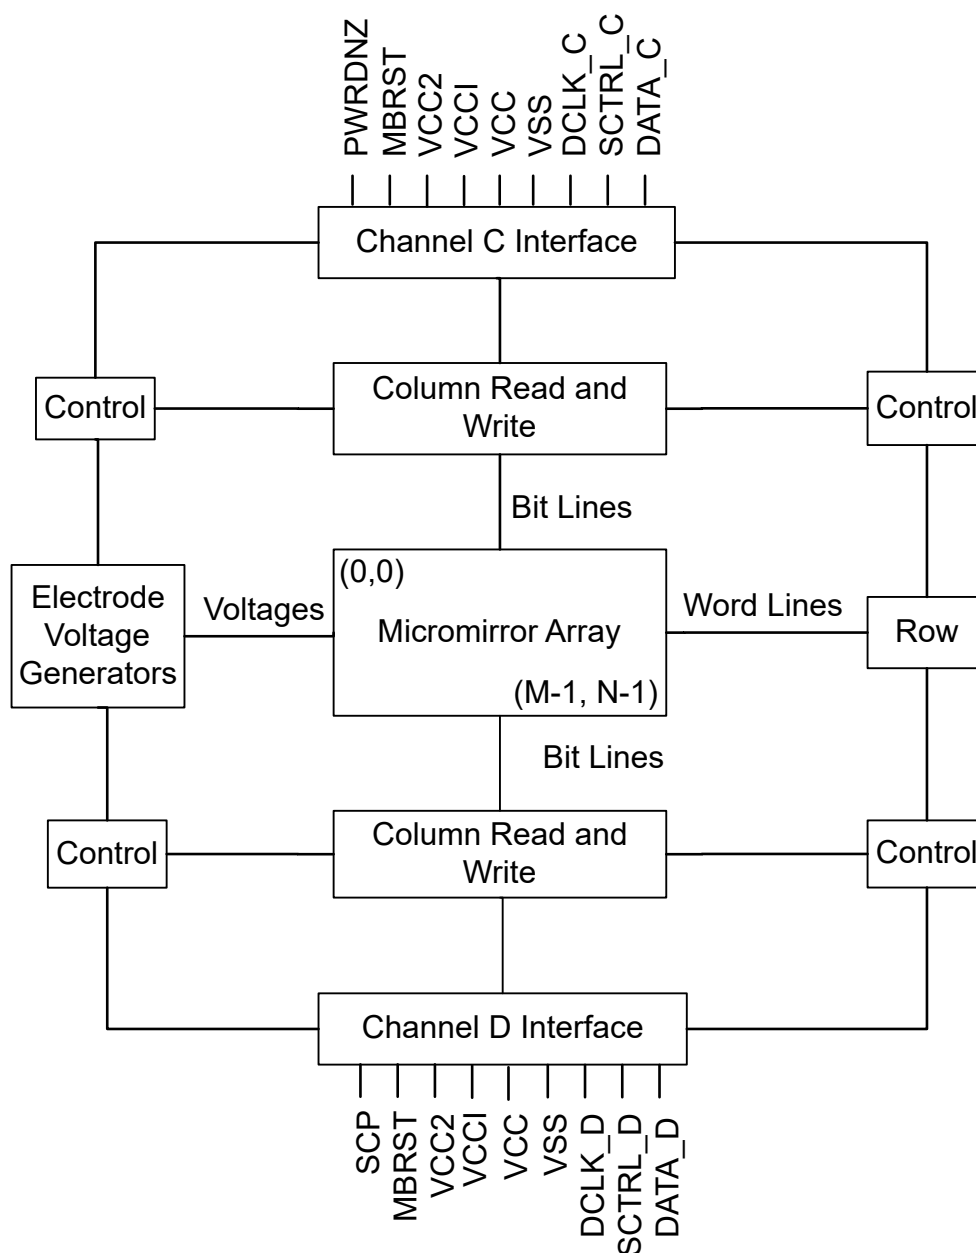 PWRDNZ
MBRST
VCC2
VCCI
VCC
VSS
DCLK_C
SCTRL_C
DATA_C
Channel C Interface
Control
Column Read and
Write
Control
Bit Lines
Electrode
Voltage
Generators
Voltages
(0,0)
Micromirror Array
(M-1, N-1)
Word Lines
Row
Bit Lines
Control
Column Read and
Write
Control
Channel D Interface
SCP
MBRST
VCC2
VCCI
VCC
VSS
DCLK_D
SCTRL_D
DATA_D